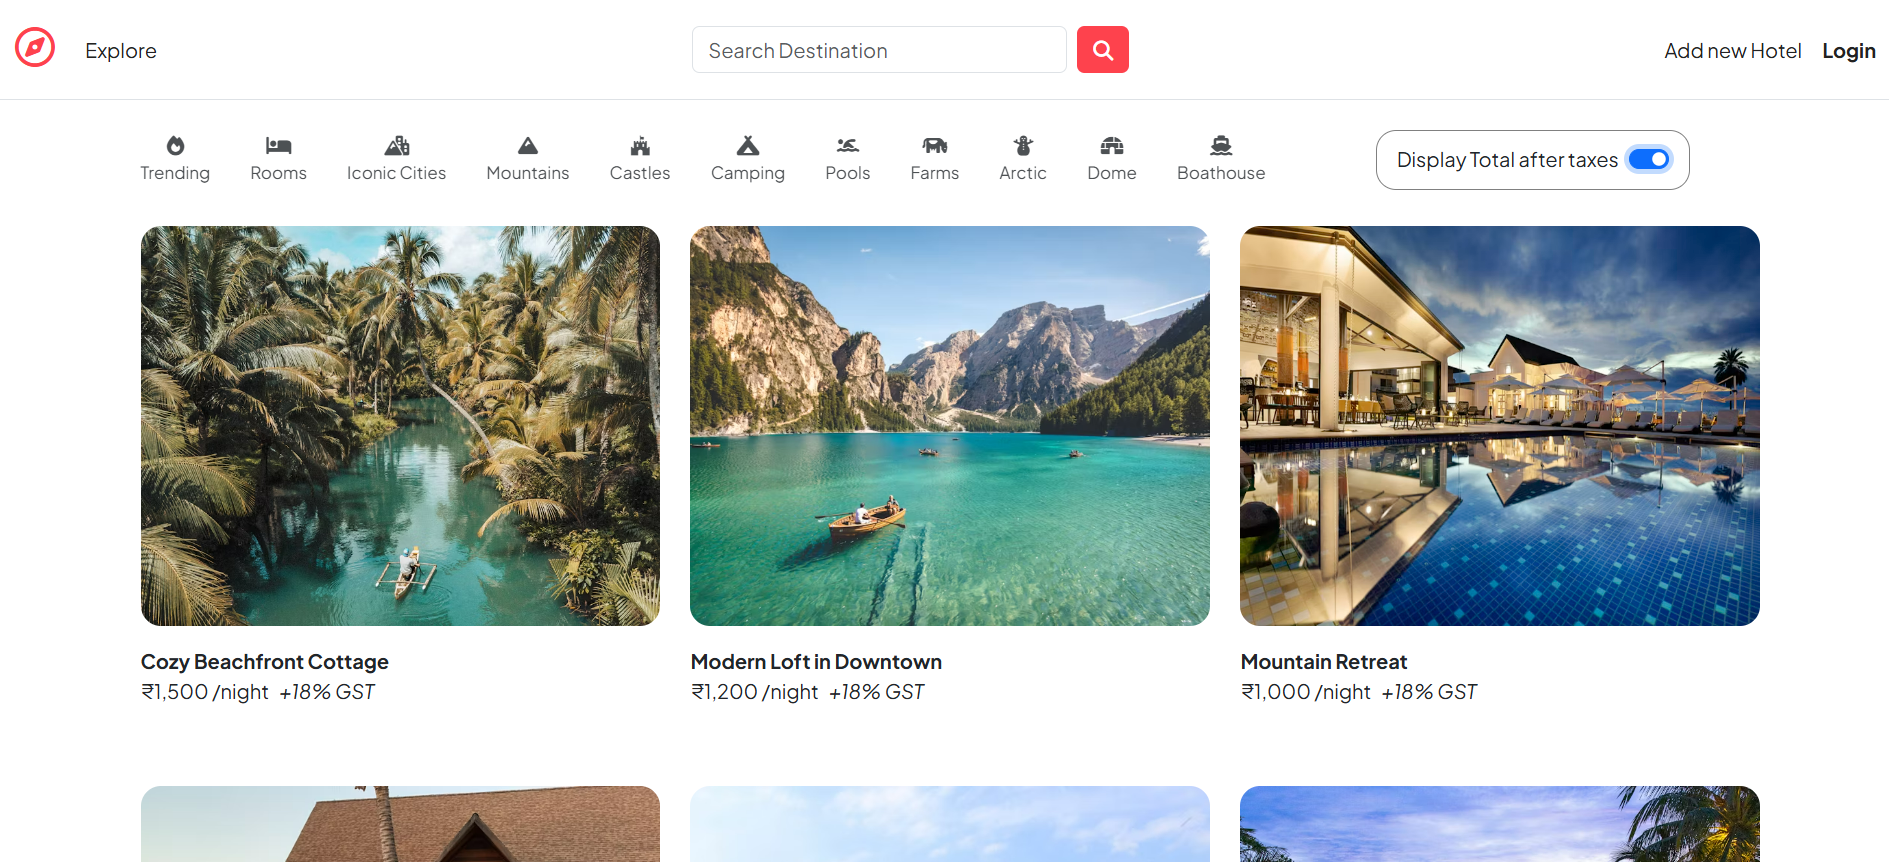 Explore
Search Destination
Add new Hotel
Login
Trending
Rooms
Iconic Cities
Mountains
Castles
Camping
Pools
Farms
Arctic
Dome
Boathouse
Display Total after taxes
Cozy Beachfront Cottage
₹1,500 /night +18% GST
Modern Loft in Downtown
₹1,200 /night +18% GST
Mountain Retreat
₹1,000 /night +18% GST